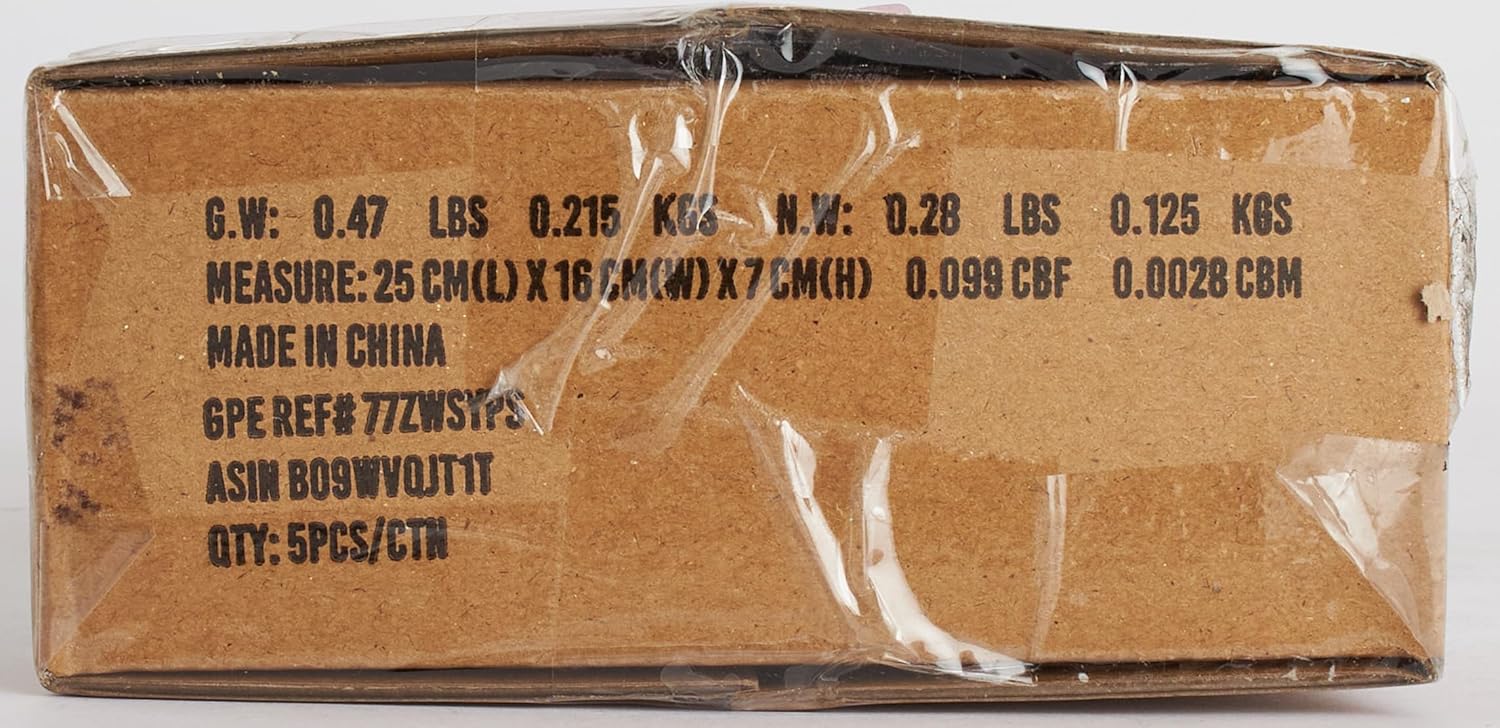 G.W: 0.47 LBS 0.215 KGS N.W: 0.28 LBS 0.125 KGS
MEASURE: 25 CM(L) X 16 CM(W) X 7 CM(H) 0.099 CBF 0.0028 CBM
MADE IN CHINA
GPE REF# 77ZWSYPS
ASIN B09WVQJT1T
QTY: 5PCS/CTN